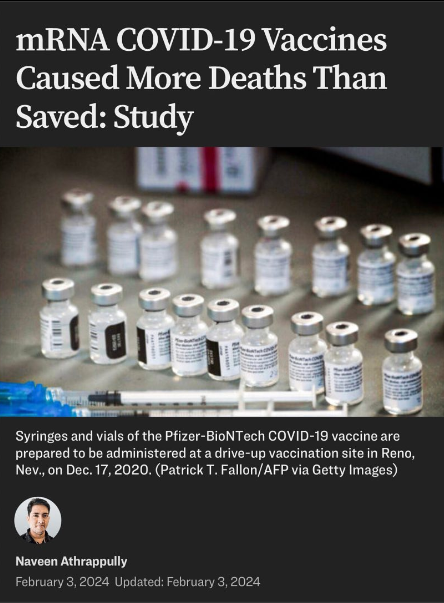 mRNA COVID-19 Vaccines
Caused More Deaths Than
Saved: Study
Syringes and vials of the Pfizer-BioNTech COVID-19 vaccine are
prepared to be administered at a drive-up vaccination site in Reno,
Nev., on Dec. 17, 2020. (Patrick T. Fallon/AFP via Getty Images)
Naveen Athrappully
February 3, 2024 Updated: February 3, 2024